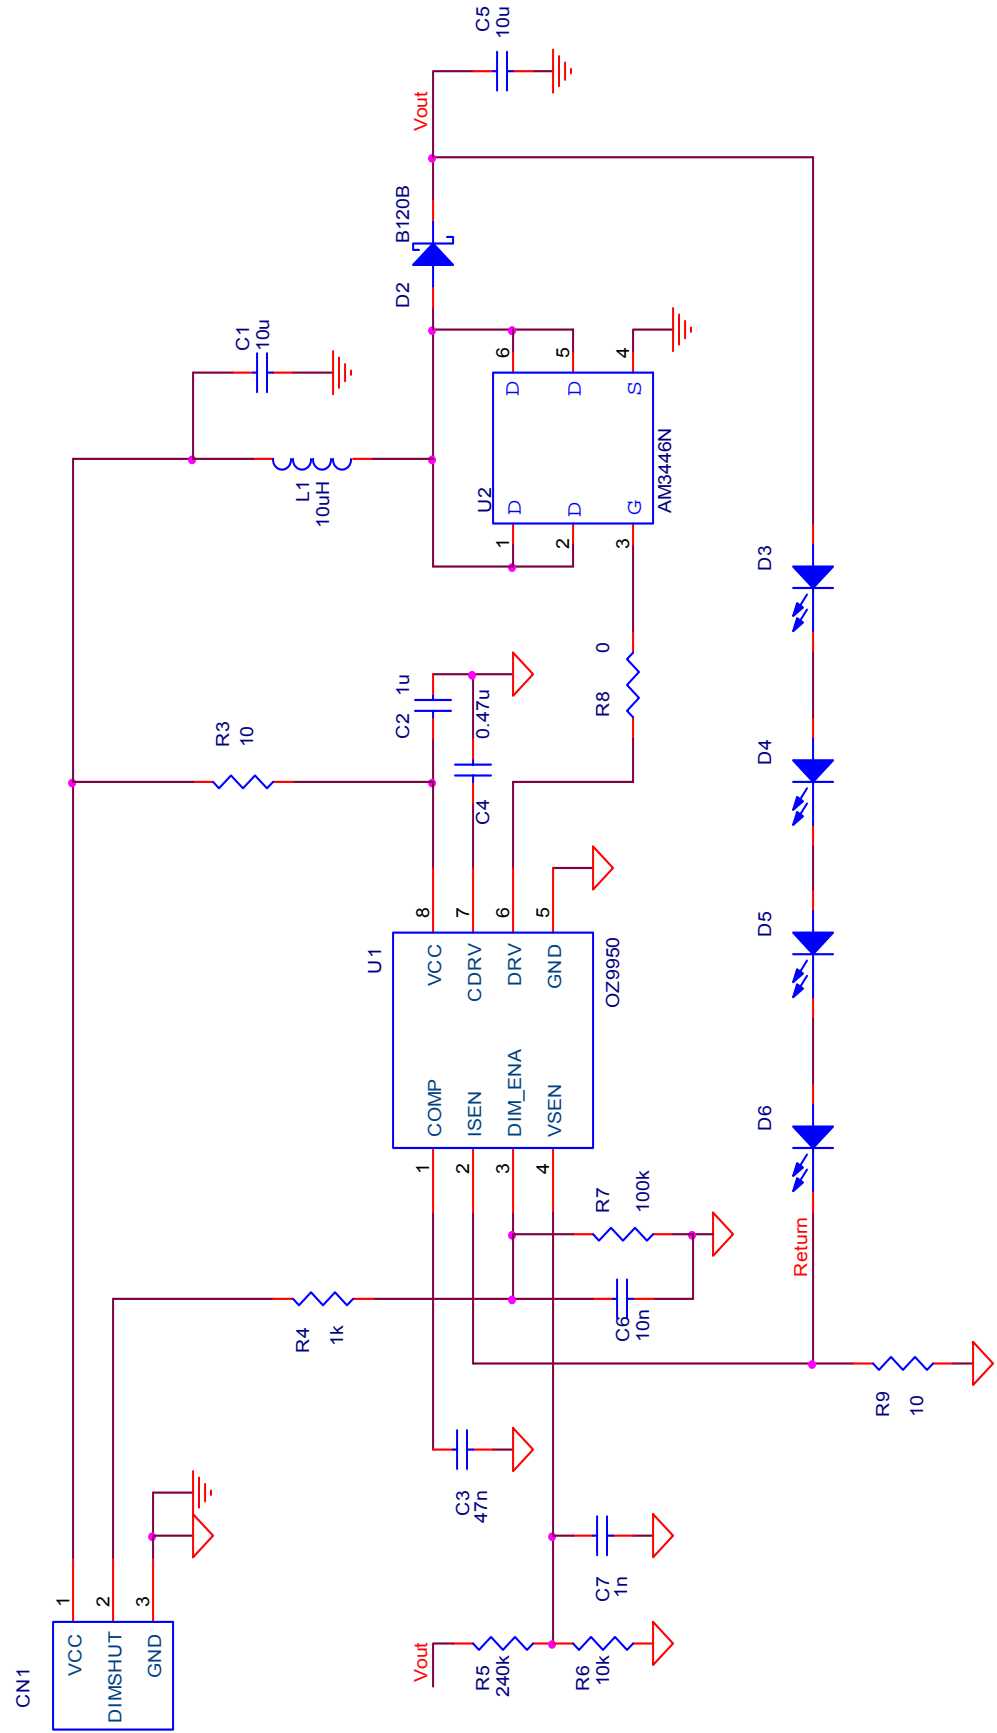 CN1
VCC
DIMSHUT
GND
1
2
3
R4
1k
R3
10
C1
10u
L1
10uH
C2
1u
C4
0.47u
D2
B120B
Vout
C5
10u
U1
COMP
ISEN
DIM_ENA
VSEN
VCC
CDRV
DRV
GND
1
2
3
4
8
7
6
5
OZ9950
U2
D
D
G
D
D
S
1
2
3
6
5
4
AM3446N
R8
0
C3
47n
R7
100k
C6
10n
Vout
R5
240k
R6
10k
C7
1n
R9
10
Return
D6
D5
D4
D3